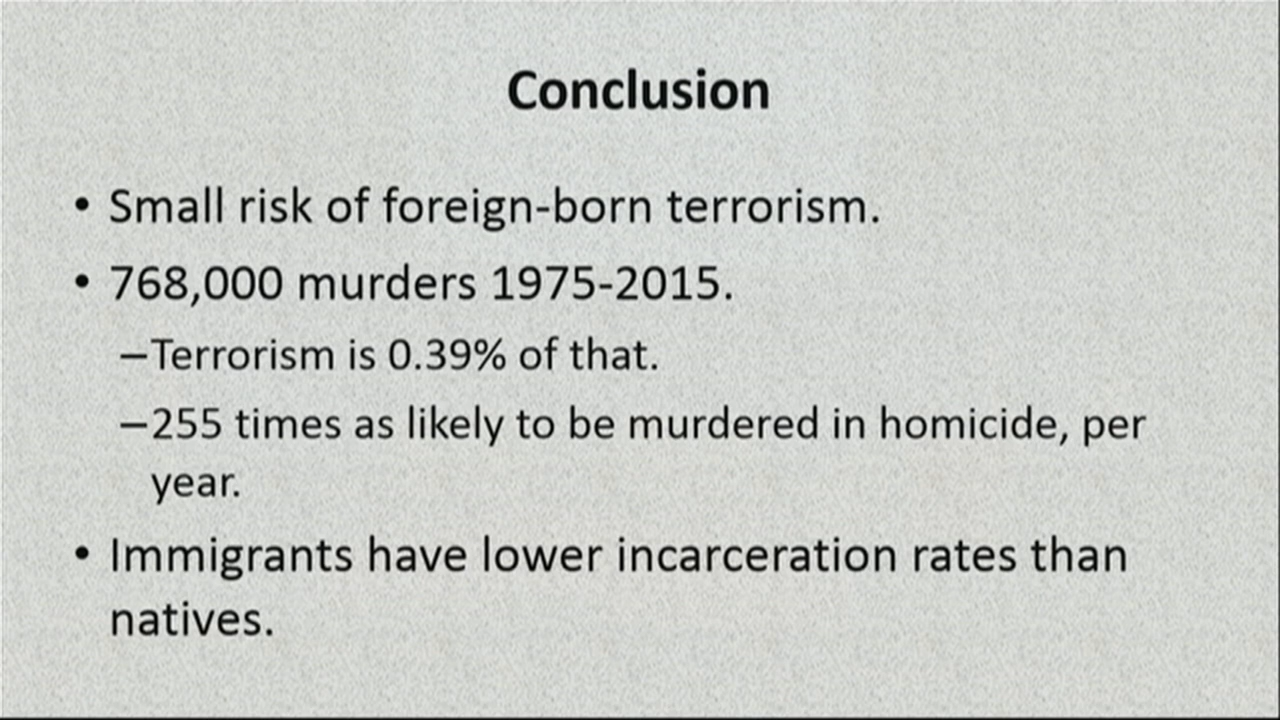 Conclusion
• Small risk of foreign-born terrorism.
• 768,000 murders 1975-2015.
–Terrorism is 0.39% of that.
–255 times as likely to be murdered in homicide, per
year.
• Immigrants have lower incarceration rates than
natives.